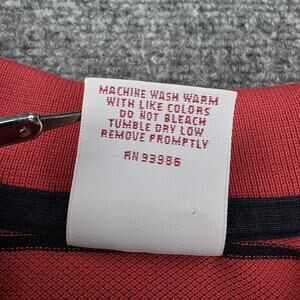 MACHINE WASH WARM
WITH LIKE COLORS
DO NOT BLEACH
TUMBLE DRY LOW
REMOVE PROMPTLY
RN 93986